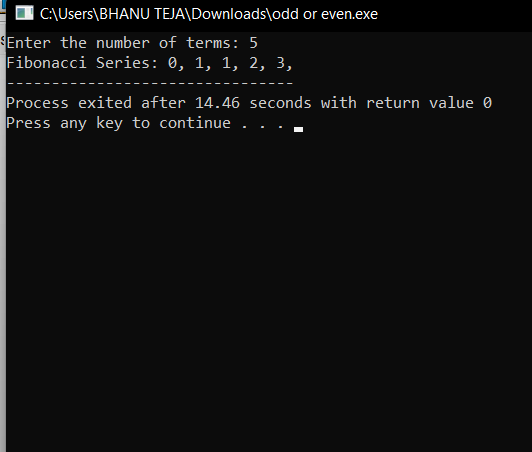 C:\Users\BHANU TEJA\Downloads\odd or even.exe
Enter the number of terms: 5
Fibonacci Series: 0, 1, 1, 2, 3,
--------------------------------
Process exited after 14.46 seconds with return value 0
Press any key to continue . . .